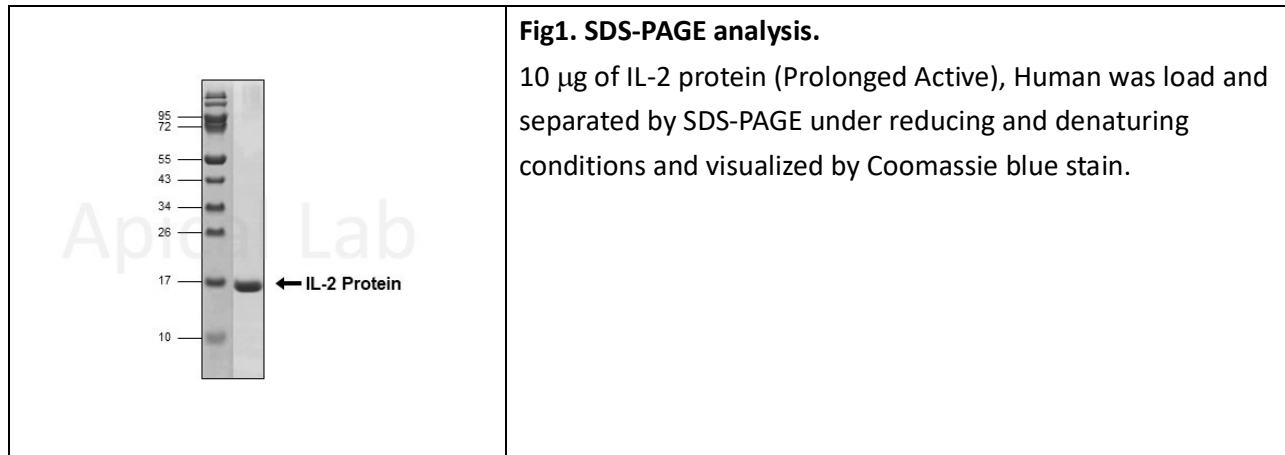 95
72
55
43
34
26
17
10
Apical Lab
IL-2 Protein
Fig1. SDS-PAGE analysis.
10 μg of IL-2 protein (Prolonged Active), Human was load and
separated by SDS-PAGE under reducing and denaturing
conditions and visualized by Coomassie blue stain.